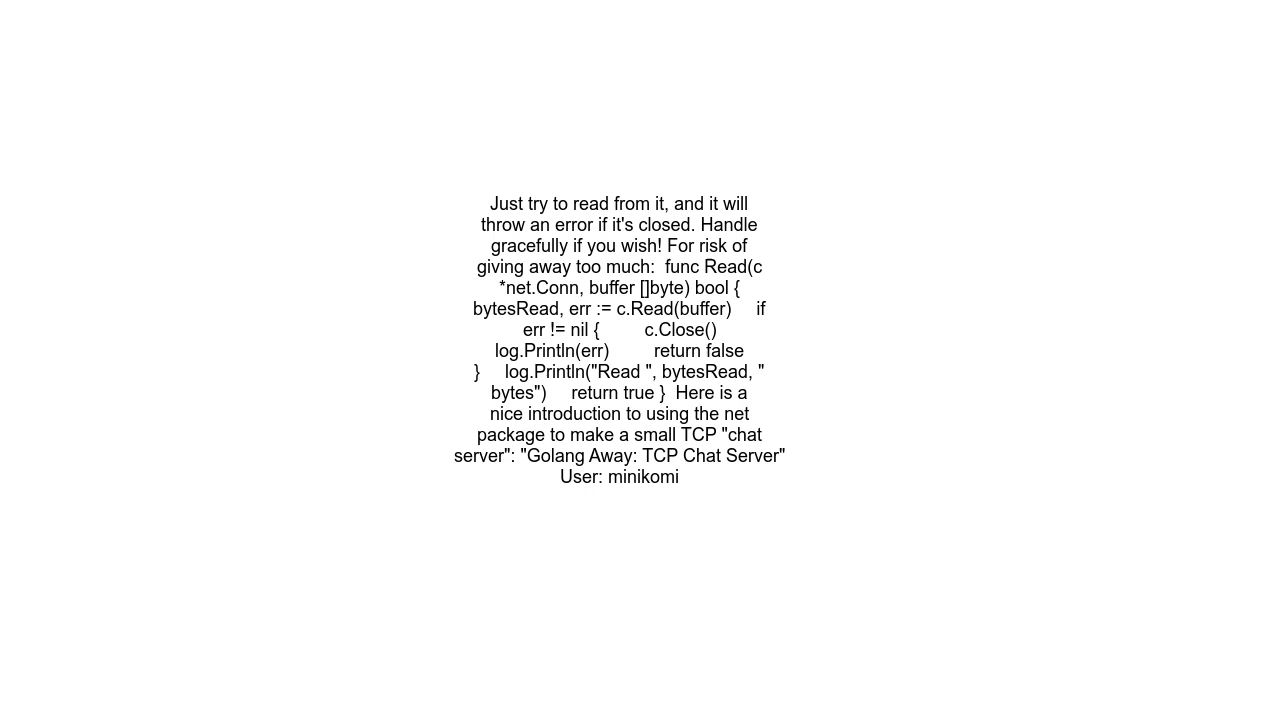 Just try to read from it, and it will
throw an error if it's closed. Handle
gracefully if you wish! For risk of
giving away too much:  func Read(c
*net.Conn, buffer []byte) bool {
bytesRead, err := c.Read(buffer)     if
err != nil {         c.Close()
log.Println(err)         return false
}     log.Println("Read ", bytesRead, "
bytes")     return true }  Here is a
nice introduction to using the net
package to make a small TCP "chat
server": "Golang Away: TCP Chat Server"
User: minikomi